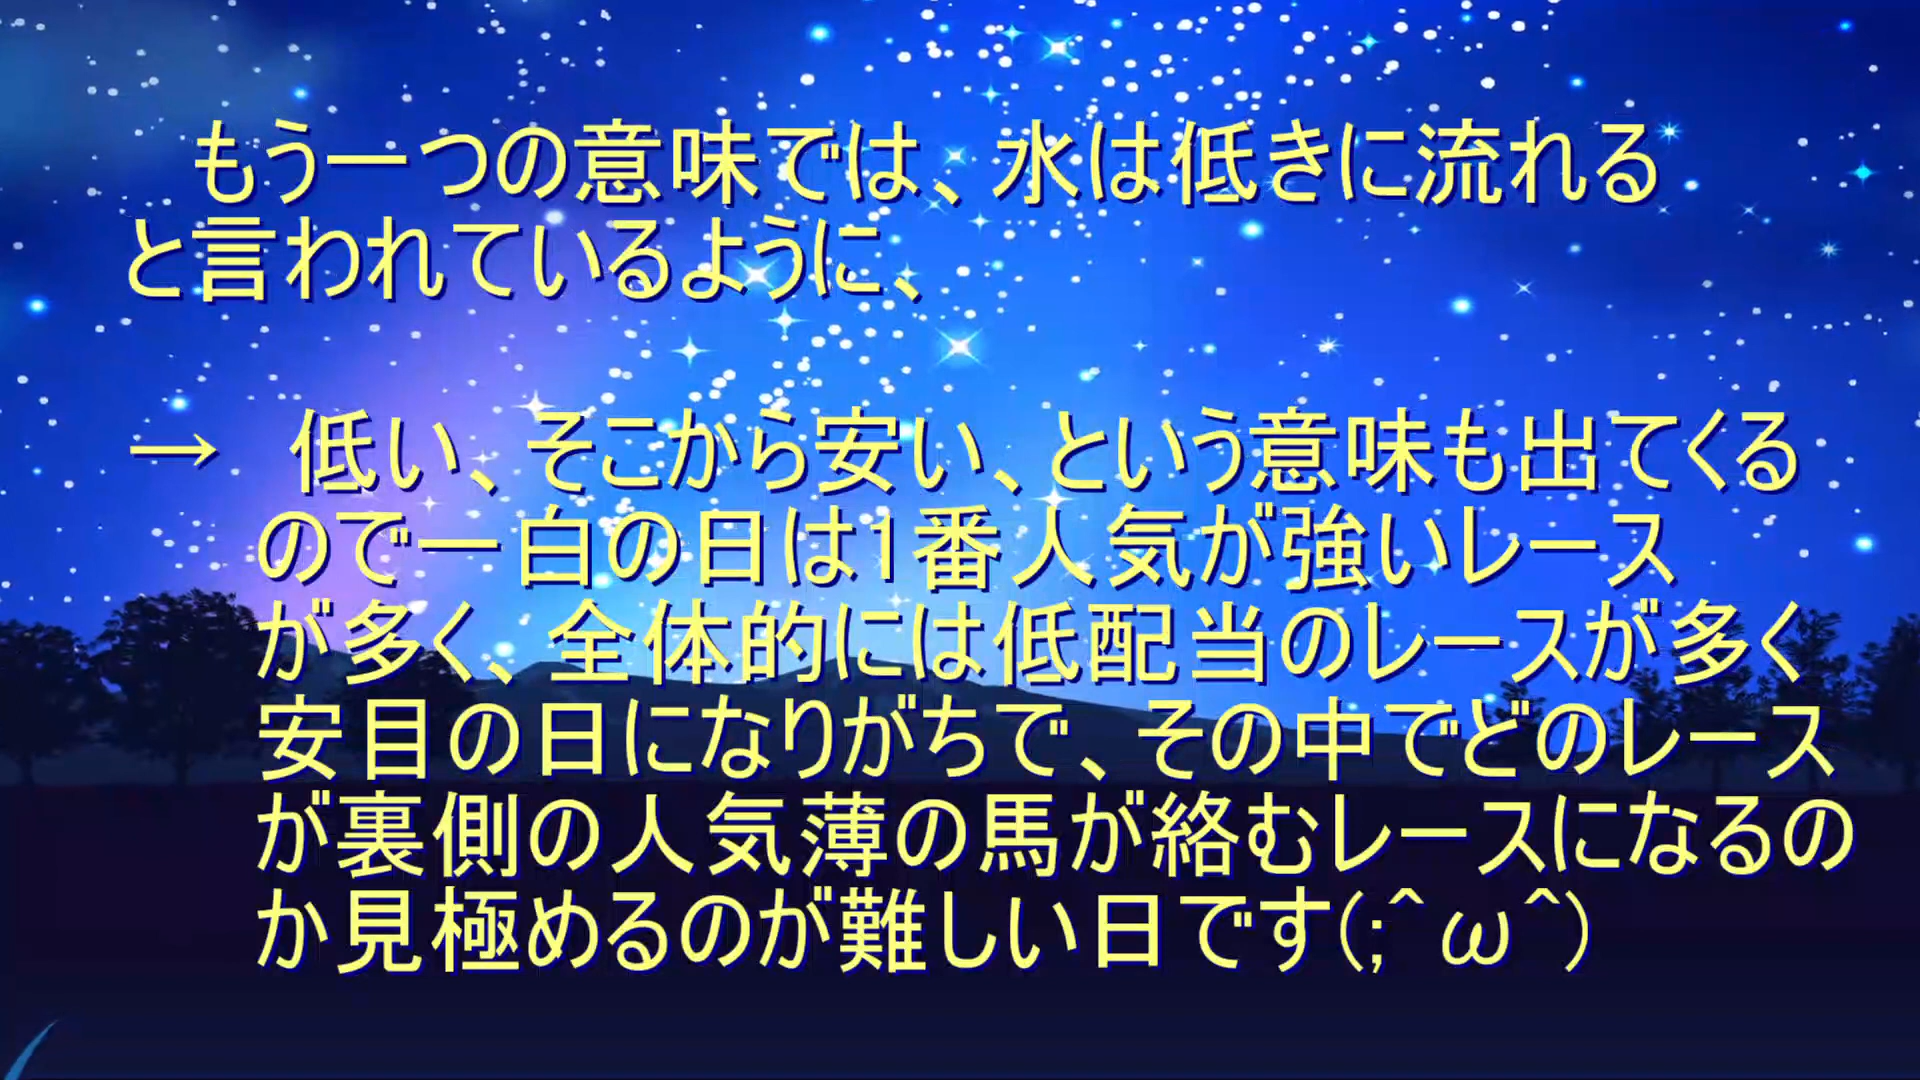 もう一つの意味では、水は低きに流れる
と言われているように、
→　低い、そこから安い、という意味も出てくる
ので一白の日は1番人気が強いレース
が多く、全体的には低配当のレースが多く
安目の日になりがちで、その中でどのレース
が裏側の人気薄の馬が絡むレースになるの
か見極めるのが難しい日です(;^ω^)